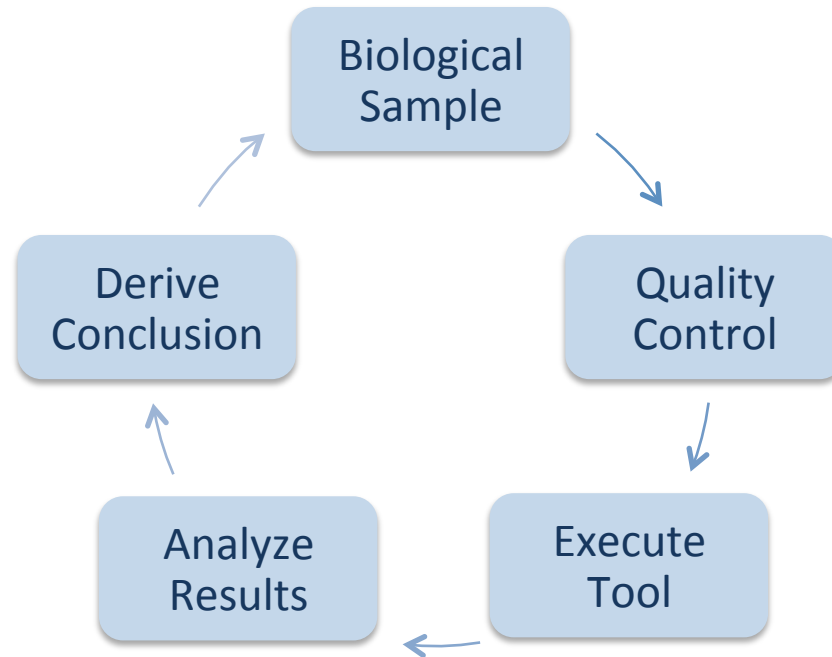 Biological
Sample
Quality
Control
Execute
Tool
Analyze
Results
Derive
Conclusion